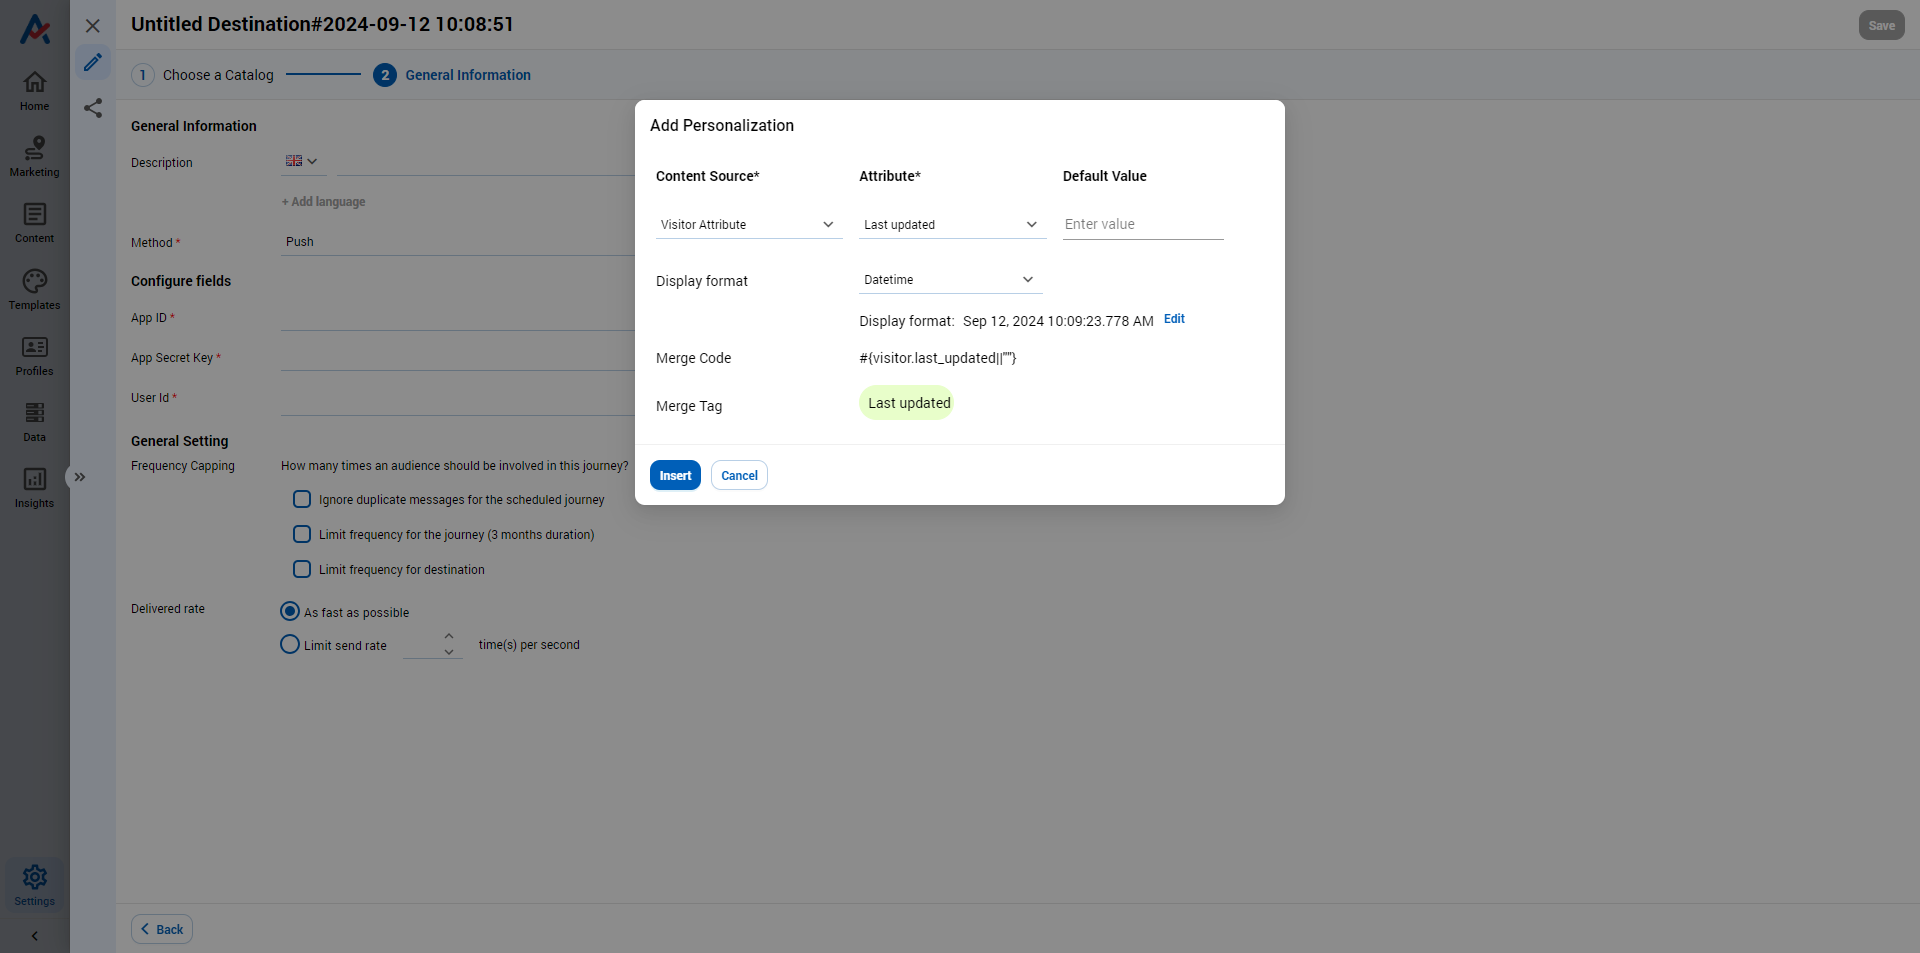 Untitled Destination#2024-09-12 10:08:51
Save
1 Choose a Catalog 2 General Information
Home
Marketing
Content
Templates
Profiles
Data
Insights
Settings
General Information
Description
+ Add language
Method * Push
Configure fields
App ID *
App Secret Key *
User Id *
General Setting
Frequency Capping How many times an audience should be involved in this journey?
Ignore duplicate messages for the scheduled journey
Limit frequency for the journey (3 months duration)
Limit frequency for destination
Delivered rate As fast as possible
Limit send rate time(s) per second
Back
Add Personalization
Content Source* Attribute* Default Value
Visitor Attribute Last updated Enter value
Display format Datetime
Display format: Sep 12, 2024 10:09:23.778 AM Edit
Merge Code #{visitor.last_updated||""}
Merge Tag Last updated
Insert Cancel